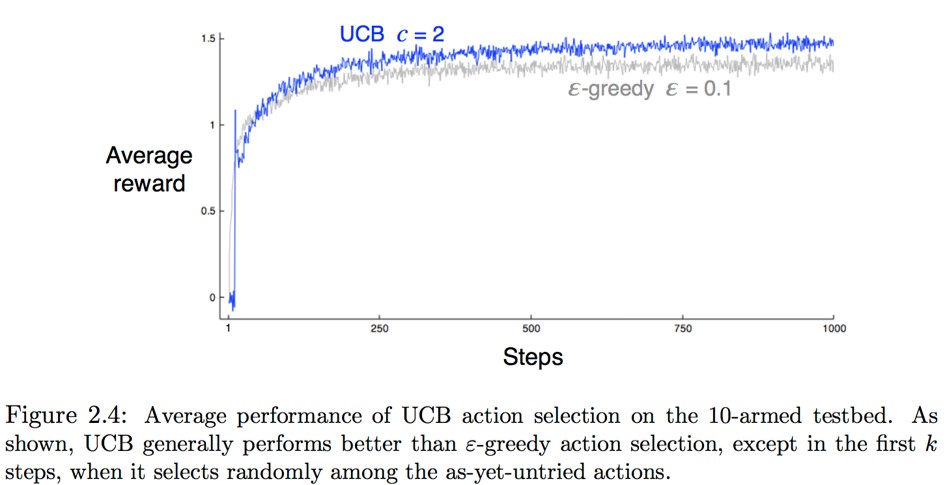 1.5
UCB c = 2
ε-greedy ε = 0.1
1
Average
reward
0.5
0
1
250
500
750
1000
Steps
Figure 2.4: Average performance of UCB action selection on the 10-armed testbed. As
shown, UCB generally performs better than ε-greedy action selection, except in the first k
steps, when it selects randomly among the as-yet-untried actions.